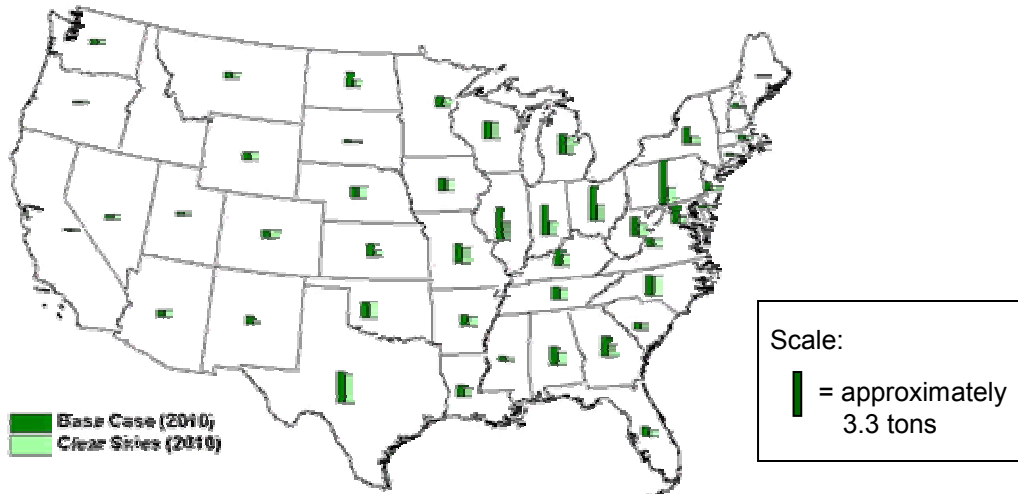 Base Case (2010)
Clear Skies (2010)
Scale:
= approximately
3.3 tons